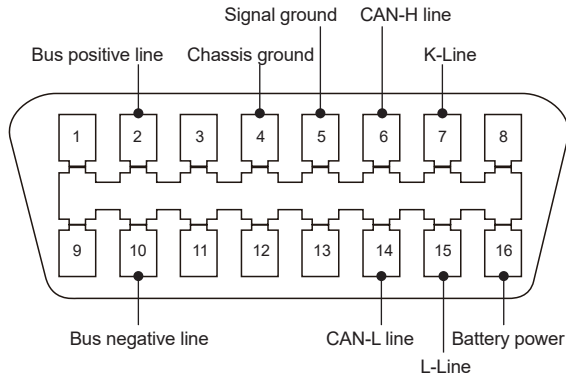 Signal ground CAN-H line
Bus positive line Chassis ground K-Line
1 2 3 4 5 6 7 8
9 10 11 12 13 14 15 16
Bus negative line CAN-L line Battery power
L-Line